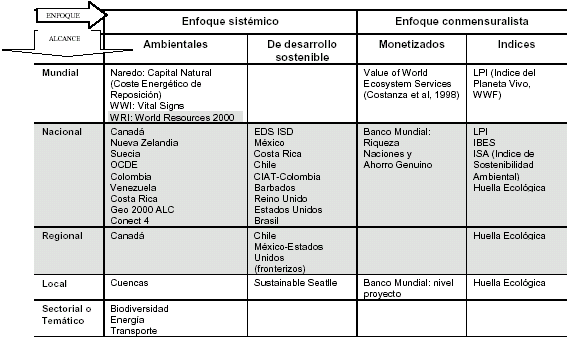 ENFOQUE
Enfoque sistémico
Enfoque conmensuralista
ALCANCE
Ambientales
De desarrollo
sostenible
Monetizados
Indices
Mundial
Naredo: Capital Natural
(Coste Energético de
Reposición)
WWI: Vital Signs
WRI: World Resources 2000
Value of World
Ecosystem Services
(Costanza et al, 1998)
LPI (Indice del
Planeta Vivo,
WWF)
Nacional
Canadá
Nueva Zelandia
Suecia
OCDE
Colombia
Venezuela
Costa Rica
Geo 2000 ALC
Conect 4
EDS ISD
México
Costa Rica
Chile
CIAT-Colombia
Barbados
Reino Unido
Estados Unidos
Brasil
Banco Mundial:
Riqueza
Naciones y
Ahorro Genuino
LPI
IBES
ISA (Indice de
Sostenibilidad
Ambiental)
Huella Ecológica
Regional
Canadá
Chile
México-Estados
Unidos
(fronterizos)
Huella Ecológica
Local
Cuencas
Sustainable Seatlle
Banco Mundial: nivel
proyecto
Huella Ecológica
Sectorial o
Temático
Biodiversidad
Energía
Transporte